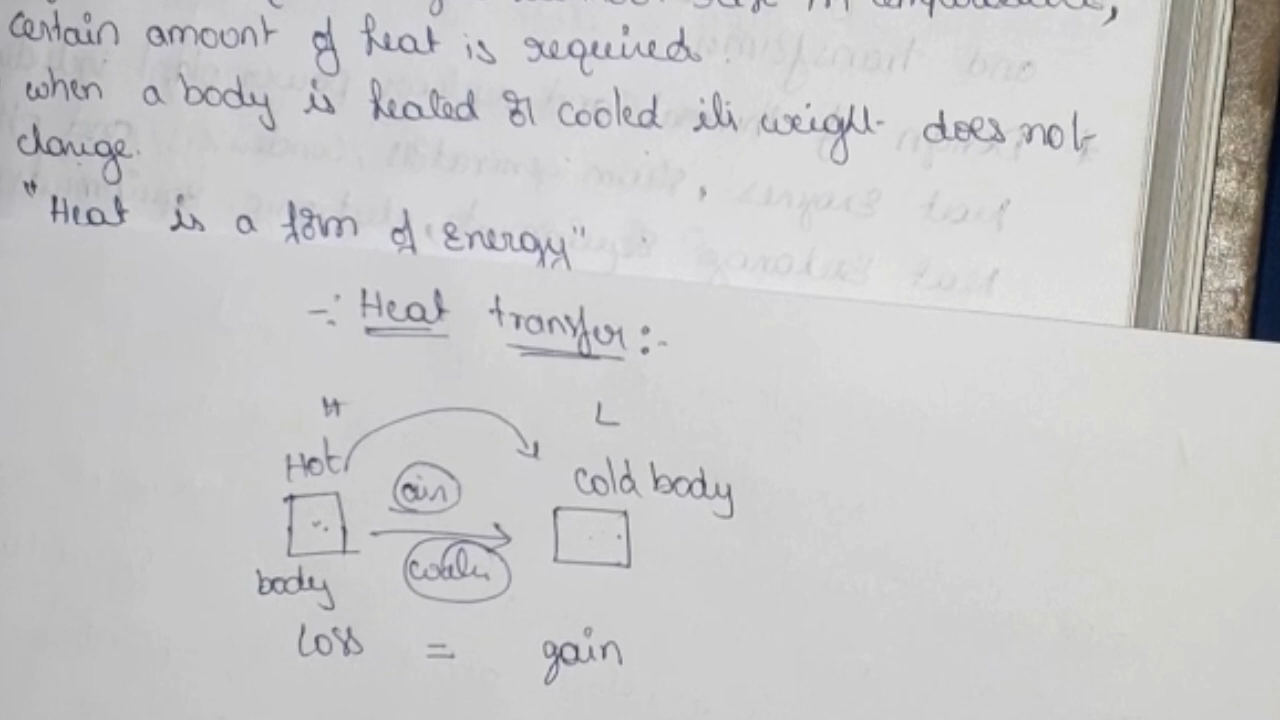 certain amount of heat is required.
when a body is heated or cooled its weight does not
change.
"Heat is a form of energy"
-: Heat transfer :-
H L
Hot cold body
air
body
loss = gain